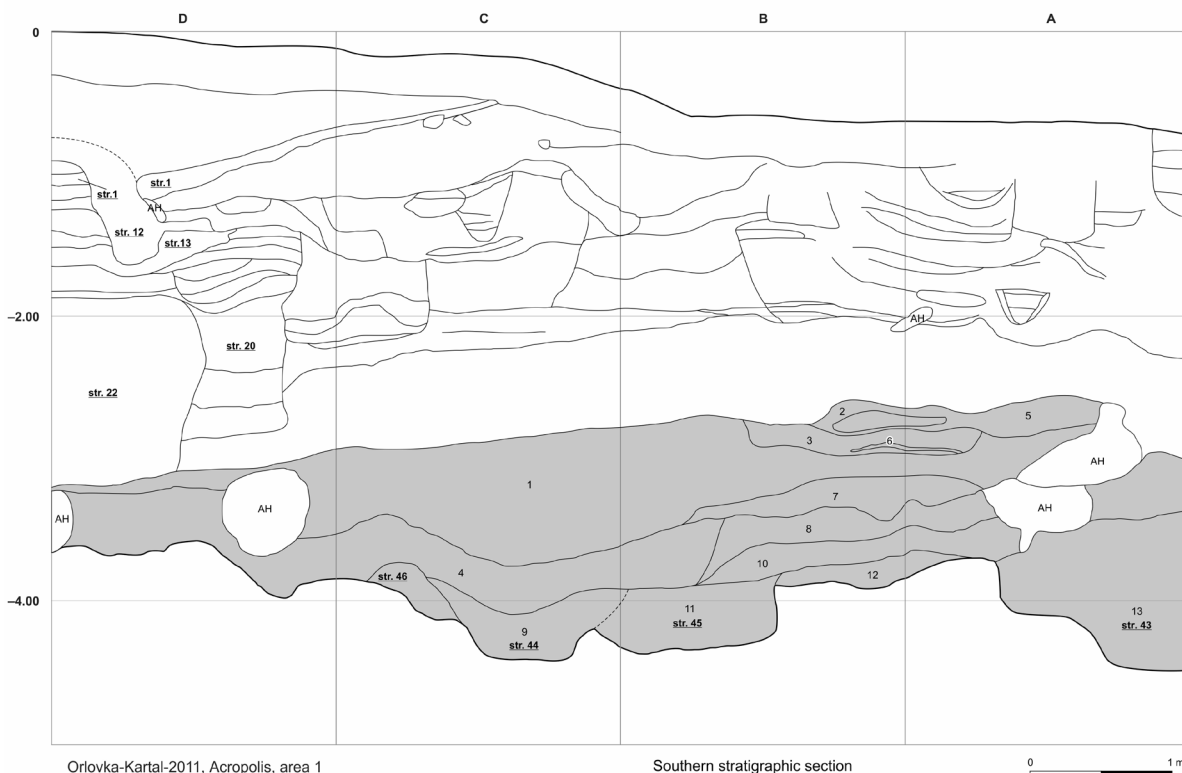 D C B A
0
str.1
str.1
AH
str. 12
str.13
–2.00
AH
str. 20
str. 22
2
5
3
6
AH
1
7
AH
AH
AH
8
4
10
str. 46
12
–4.00
11
13
str. 45
str. 43
9
str. 44
Orlovka-Kartal-2011, Acropolis, area 1
Southern stratigraphic section
0 1 m